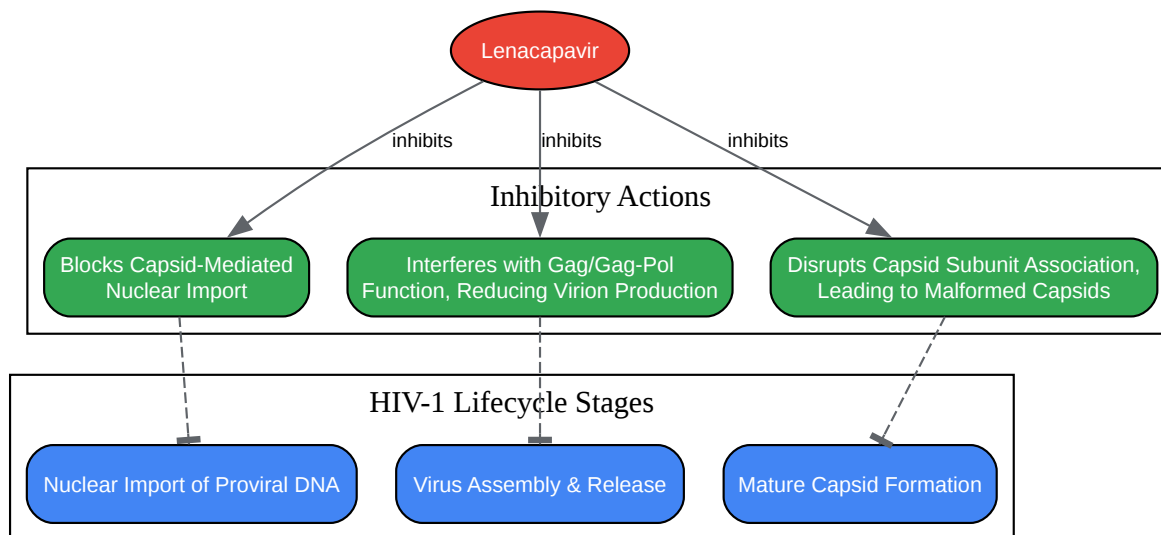 Lenacapavir
inhibits
inhibits
inhibits
Inhibitory Actions
Blocks Capsid-Mediated
Nuclear Import
Interferes with Gag/Gag-Pol
Function, Reducing Virion Production
Disrupts Capsid Subunit Association,
Leading to Malformed Capsids
HIV-1 Lifecycle Stages
Nuclear Import of Proviral DNA
Virus Assembly & Release
Mature Capsid Formation